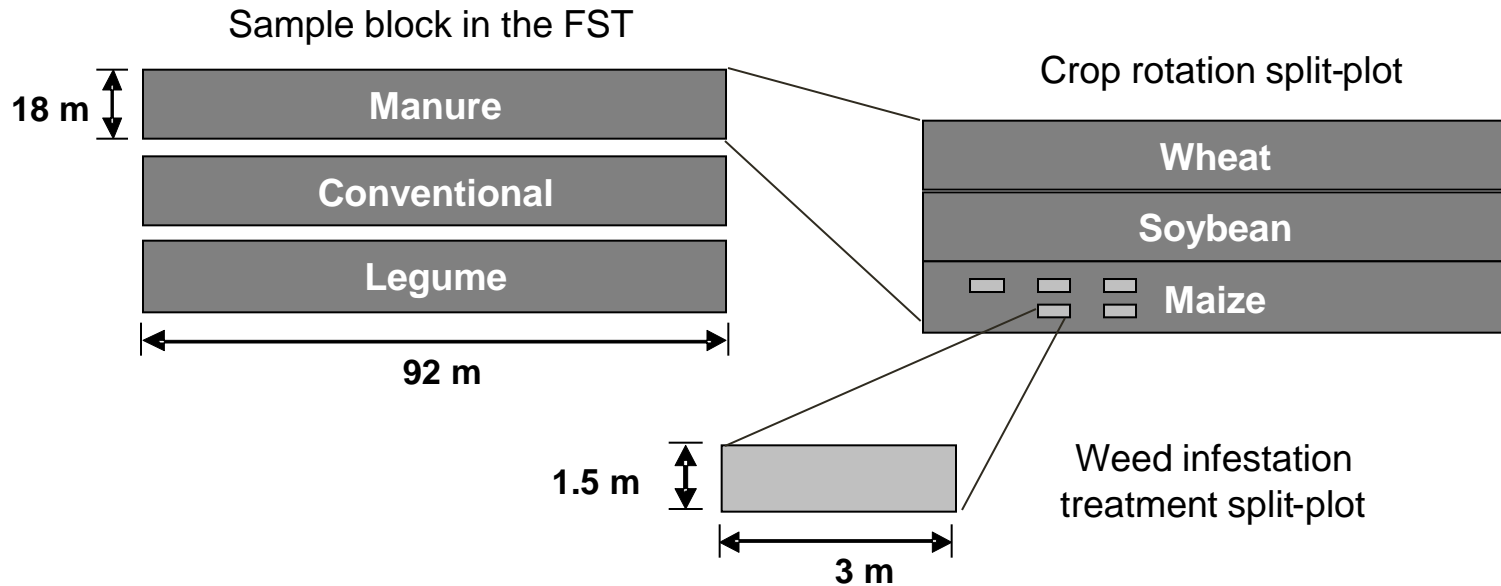 Sample block in the FST
18 m
Manure
Conventional
Legume
92 m
Crop rotation split-plot
Wheat
Soybean
Maize
1.5 m
3 m
Weed infestation
treatment split-plot